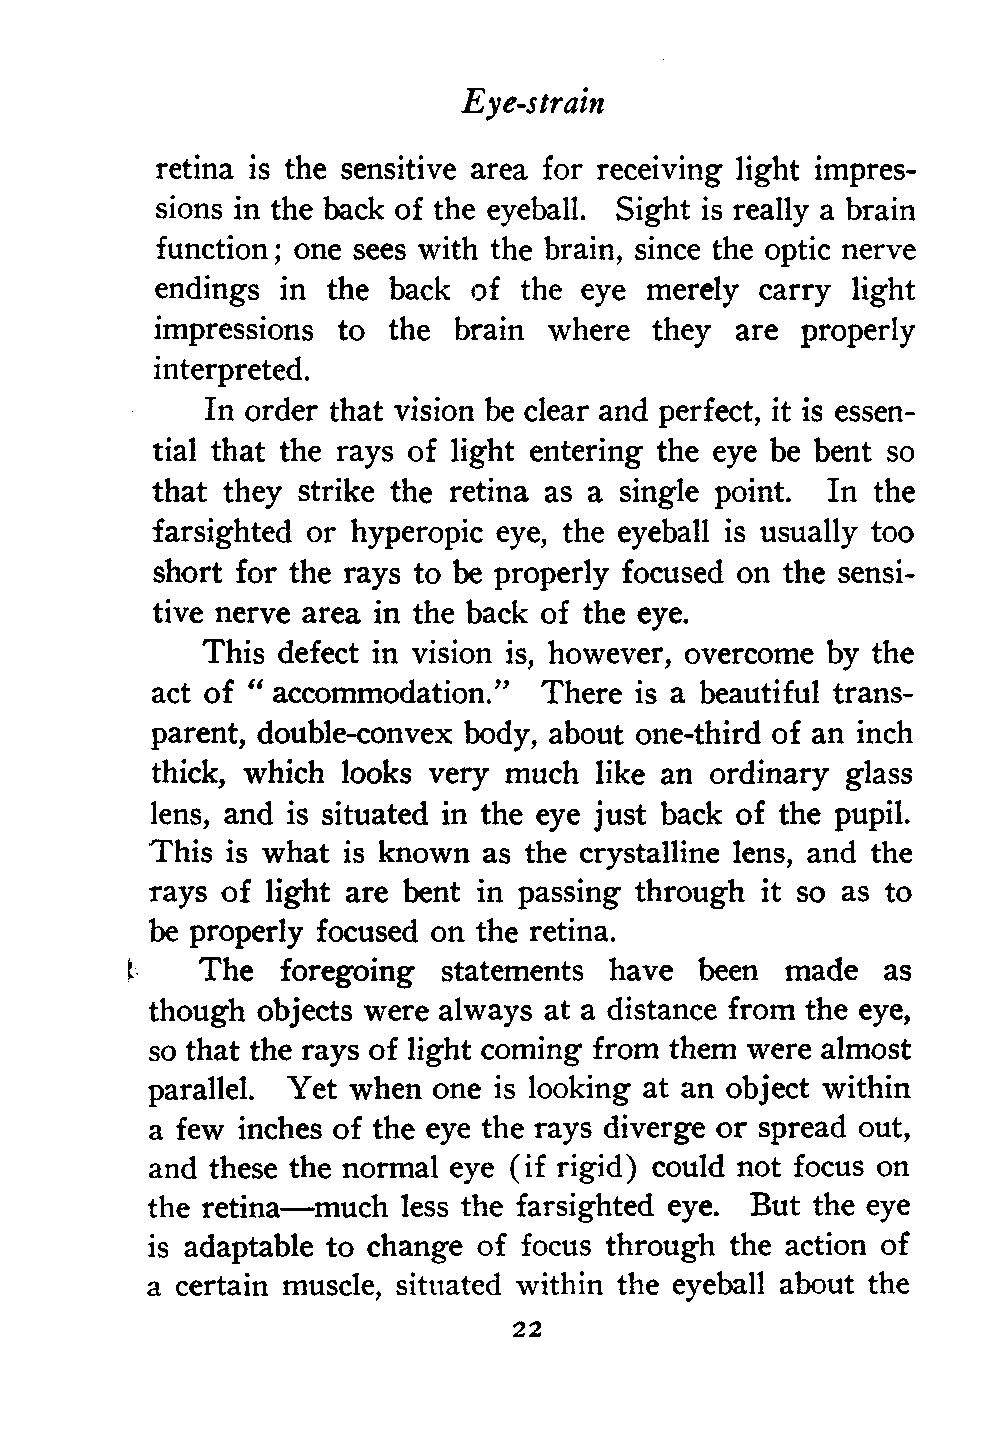 Eye-strain
retina is the sensitive area for receiving light impres-
sions in the back of the eyeball. Sight is really a brain
function; one sees with the brain, since the optic nerve
endings in the back of the eye merely carry light
impressions to the brain where they are properly
interpreted.
In order that vision be clear and perfect, it is essen-
tial that the rays of light entering the eye be bent so
that they strike the retina as a single point. In the
farsighted or hyperopic eye, the eyeball is usually too
short for the rays to be properly focused on the sensi-
tive nerve area in the back of the eye.
This defect in vision is, however, overcome by the
act of “ accommodation.” There is a beautiful trans-
parent, double-convex body, about one-third of an inch
thick, which looks very much like an ordinary glass
lens, and is situated in the eye just back of the pupil.
This is what is known as the crystalline lens, and the
rays of light are bent in passing through it so as to
be properly focused on the retina.
The foregoing statements have been made as
though objects were always at a distance from the eye,
so that the rays of light coming from them were almost
parallel. Yet when one is looking at an object within
a few inches of the eye the rays diverge or spread out,
and these the normal eye (if rigid) could not focus on
the retina—much less the farsighted eye. But the eye
is adaptable to change of focus through the action of
a certain muscle, situated within the eyeball about the
22